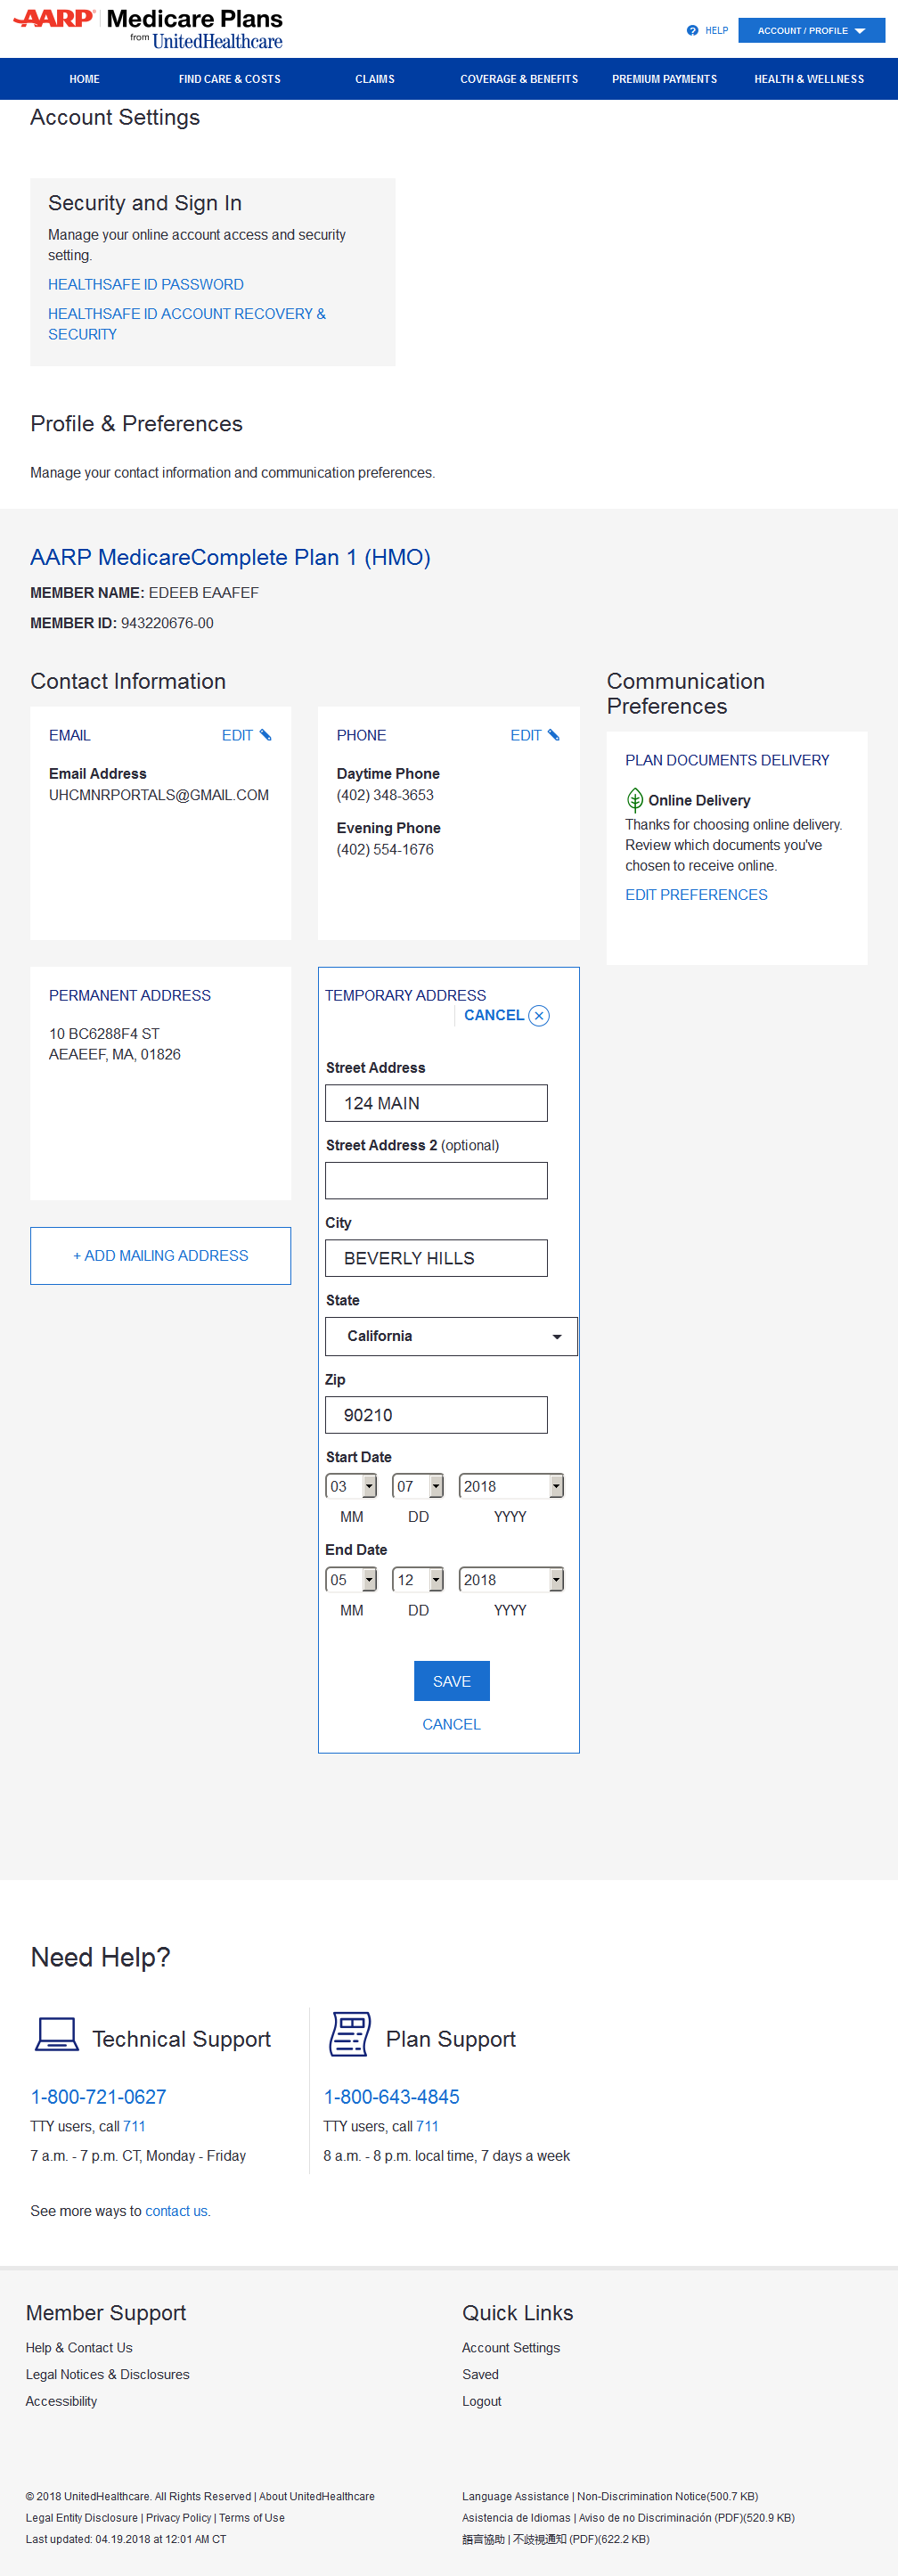 AARP Medicare Plans
from UnitedHealthcare
HELP
ACCOUNT / PROFILE
HOME FIND CARE & COSTS CLAIMS COVERAGE & BENEFITS PREMIUM PAYMENTS HEALTH & WELLNESS
Account Settings
Security and Sign In
Manage your online account access and security
setting.
HEALTHSAFE ID PASSWORD
HEALTHSAFE ID ACCOUNT RECOVERY &
SECURITY
Profile & Preferences
Manage your contact information and communication preferences.
AARP MedicareComplete Plan 1 (HMO)
MEMBER NAME: EDEEB EAAFEF
MEMBER ID: 943220676-00
Contact Information
EMAIL EDIT
Email Address
UHCMNRPORTALS@GMAIL.COM
PHONE EDIT
Daytime Phone
(402) 348-3653
Evening Phone
(402) 554-1676
Communication
Preferences
PLAN DOCUMENTS DELIVERY
Online Delivery
Thanks for choosing online delivery.
Review which documents you've
chosen to receive online.
EDIT PREFERENCES
PERMANENT ADDRESS
10 BC6288F4 ST
AEAEEF, MA, 01826
+ ADD MAILING ADDRESS
TEMPORARY ADDRESS
CANCEL
Street Address
124 MAIN
Street Address 2 (optional)
City
BEVERLY HILLS
State
California
Zip
90210
Start Date
03 07 2018
MM DD YYYY
End Date
05 12 2018
MM DD YYYY
SAVE
CANCEL
Need Help?
Technical Support
1-800-721-0627
TTY users, call 711
7 a.m. - 7 p.m. CT, Monday - Friday
Plan Support
1-800-643-4845
TTY users, call 711
8 a.m. - 8 p.m. local time, 7 days a week
See more ways to contact us.
Member Support
Help & Contact Us
Legal Notices & Disclosures
Accessibility
Quick Links
Account Settings
Saved
Logout
© 2018 UnitedHealthcare. All Rights Reserved | About UnitedHealthcare
Legal Entity Disclosure | Privacy Policy | Terms of Use
Last updated: 04.19.2018 at 12:01 AM CT
Language Assistance | Non-Discrimination Notice(500.7 KB)
Asistencia de Idiomas | Aviso de no Discriminación (PDF)(520.9 KB)
語言協助 | 不歧視通知 (PDF)(622.2 KB)